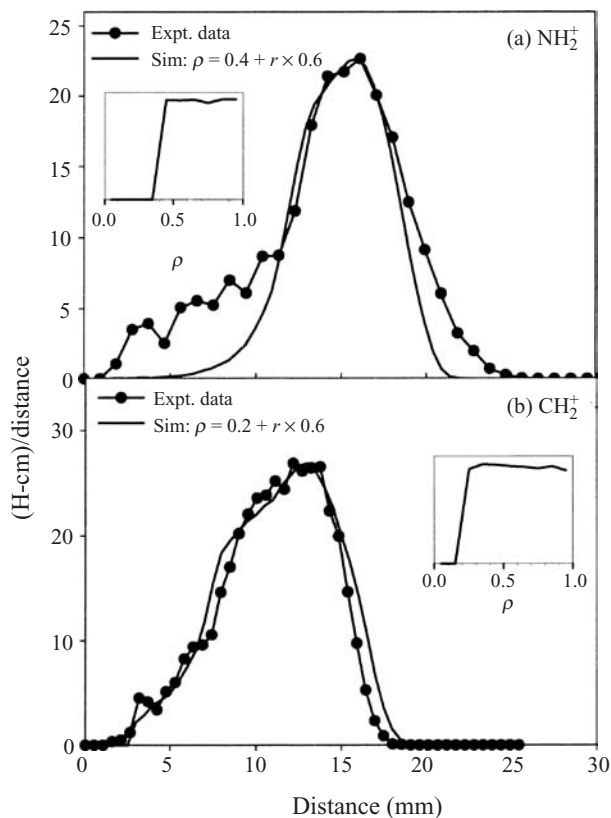 25
20
15
10
5
0
Expt. data
Sim: ρ = 0.4 + r × 0.6
(a) NH₂⁺
0.0
0.5
1.0
ρ
(H-cm)/distance
30
20
10
0
Expt. data
Sim: ρ = 0.2 + r × 0.6
(b) CH₂⁺
0.0
0.5
1.0
ρ
0
5
10
15
20
25
30
Distance (mm)